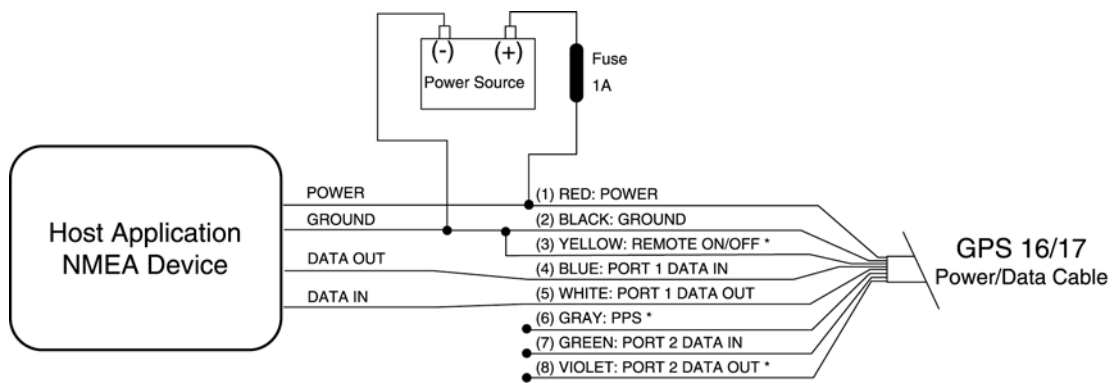 (-) (+)
Power Source
Fuse
1A
Host Application
NMEA Device
POWER
GROUND
DATA OUT
DATA IN
(1) RED: POWER
(2) BLACK: GROUND
(3) YELLOW: REMOTE ON/OFF *
(4) BLUE: PORT 1 DATA IN
(5) WHITE: PORT 1 DATA OUT
(6) GRAY: PPS *
(7) GREEN: PORT 2 DATA IN
(8) VIOLET: PORT 2 DATA OUT *
GPS 16/17
Power/Data Cable